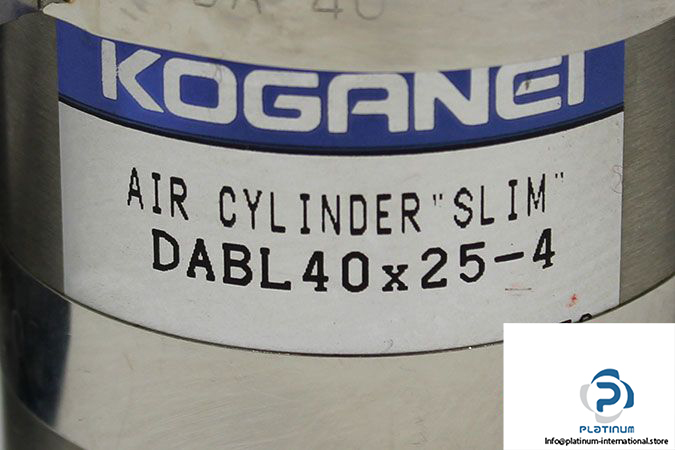 KOGANEI
AIR CYLINDER "SLIM"
DABL40x25-4
PLATINUM
Info@platinum-international.store